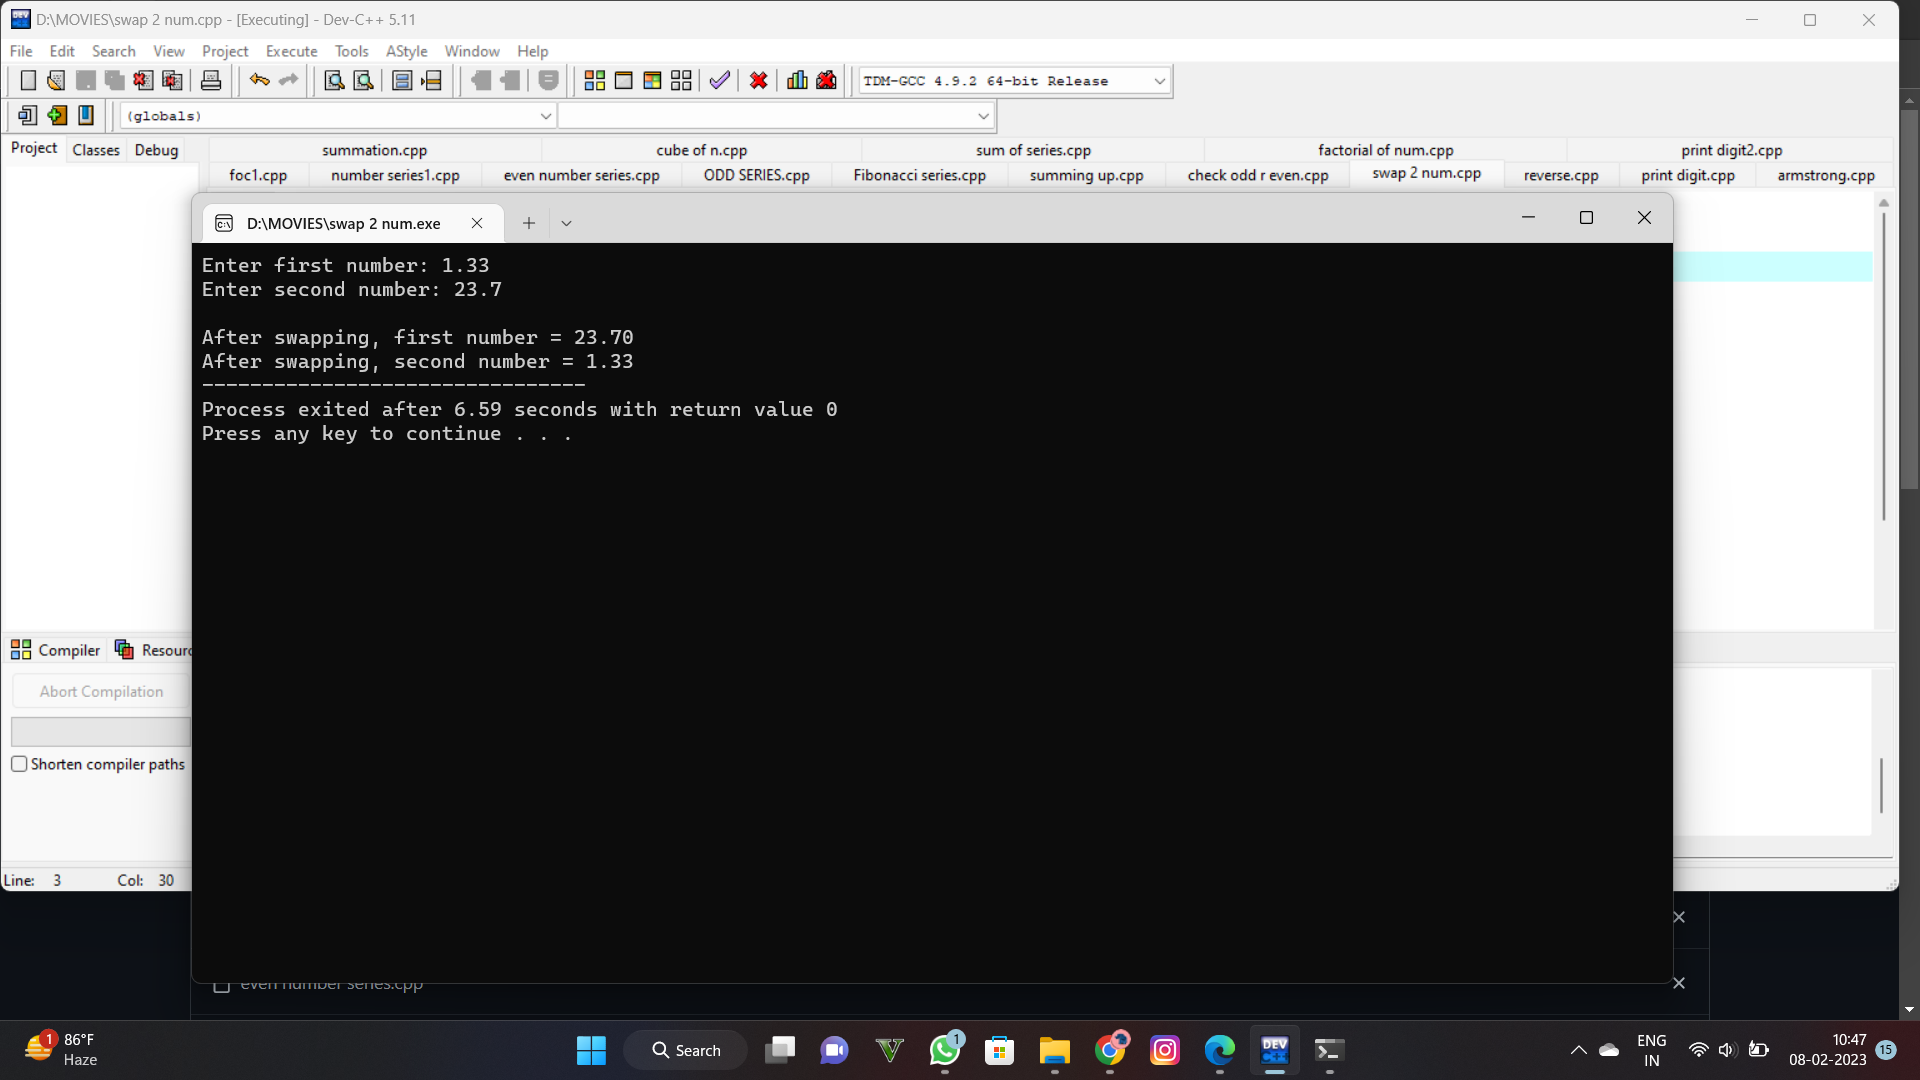 D:\MOVIES\swap 2 num.cpp - [Executing] - Dev-C++ 5.11
File Edit Search View Project Execute Tools AStyle Window Help
TDM-GCC 4.9.2 64-bit Release
(globals)
Project Classes Debug
summation.cpp cube of n.cpp sum of series.cpp factorial of num.cpp print digit2.cpp
foc1.cpp number series1.cpp even number series.cpp ODD SERIES.cpp Fibonacci series.cpp summing up.cpp check odd r even.cpp swap 2 num.cpp reverse.cpp print digit.cpp armstrong.cpp
D:\MOVIES\swap 2 num.exe
Enter first number: 1.33
Enter second number: 23.7
After swapping, first number = 23.70
After swapping, second number = 1.33
--------------------------------
Process exited after 6.59 seconds with return value 0
Press any key to continue . . .
Compiler Resourc
Abort Compilation
Shorten compiler paths
Line: 3 Col: 30
even number series.cpp
1 86°F
Haze
Search
1
DEV
C++
ENG
IN
10:47
08-02-2023
15